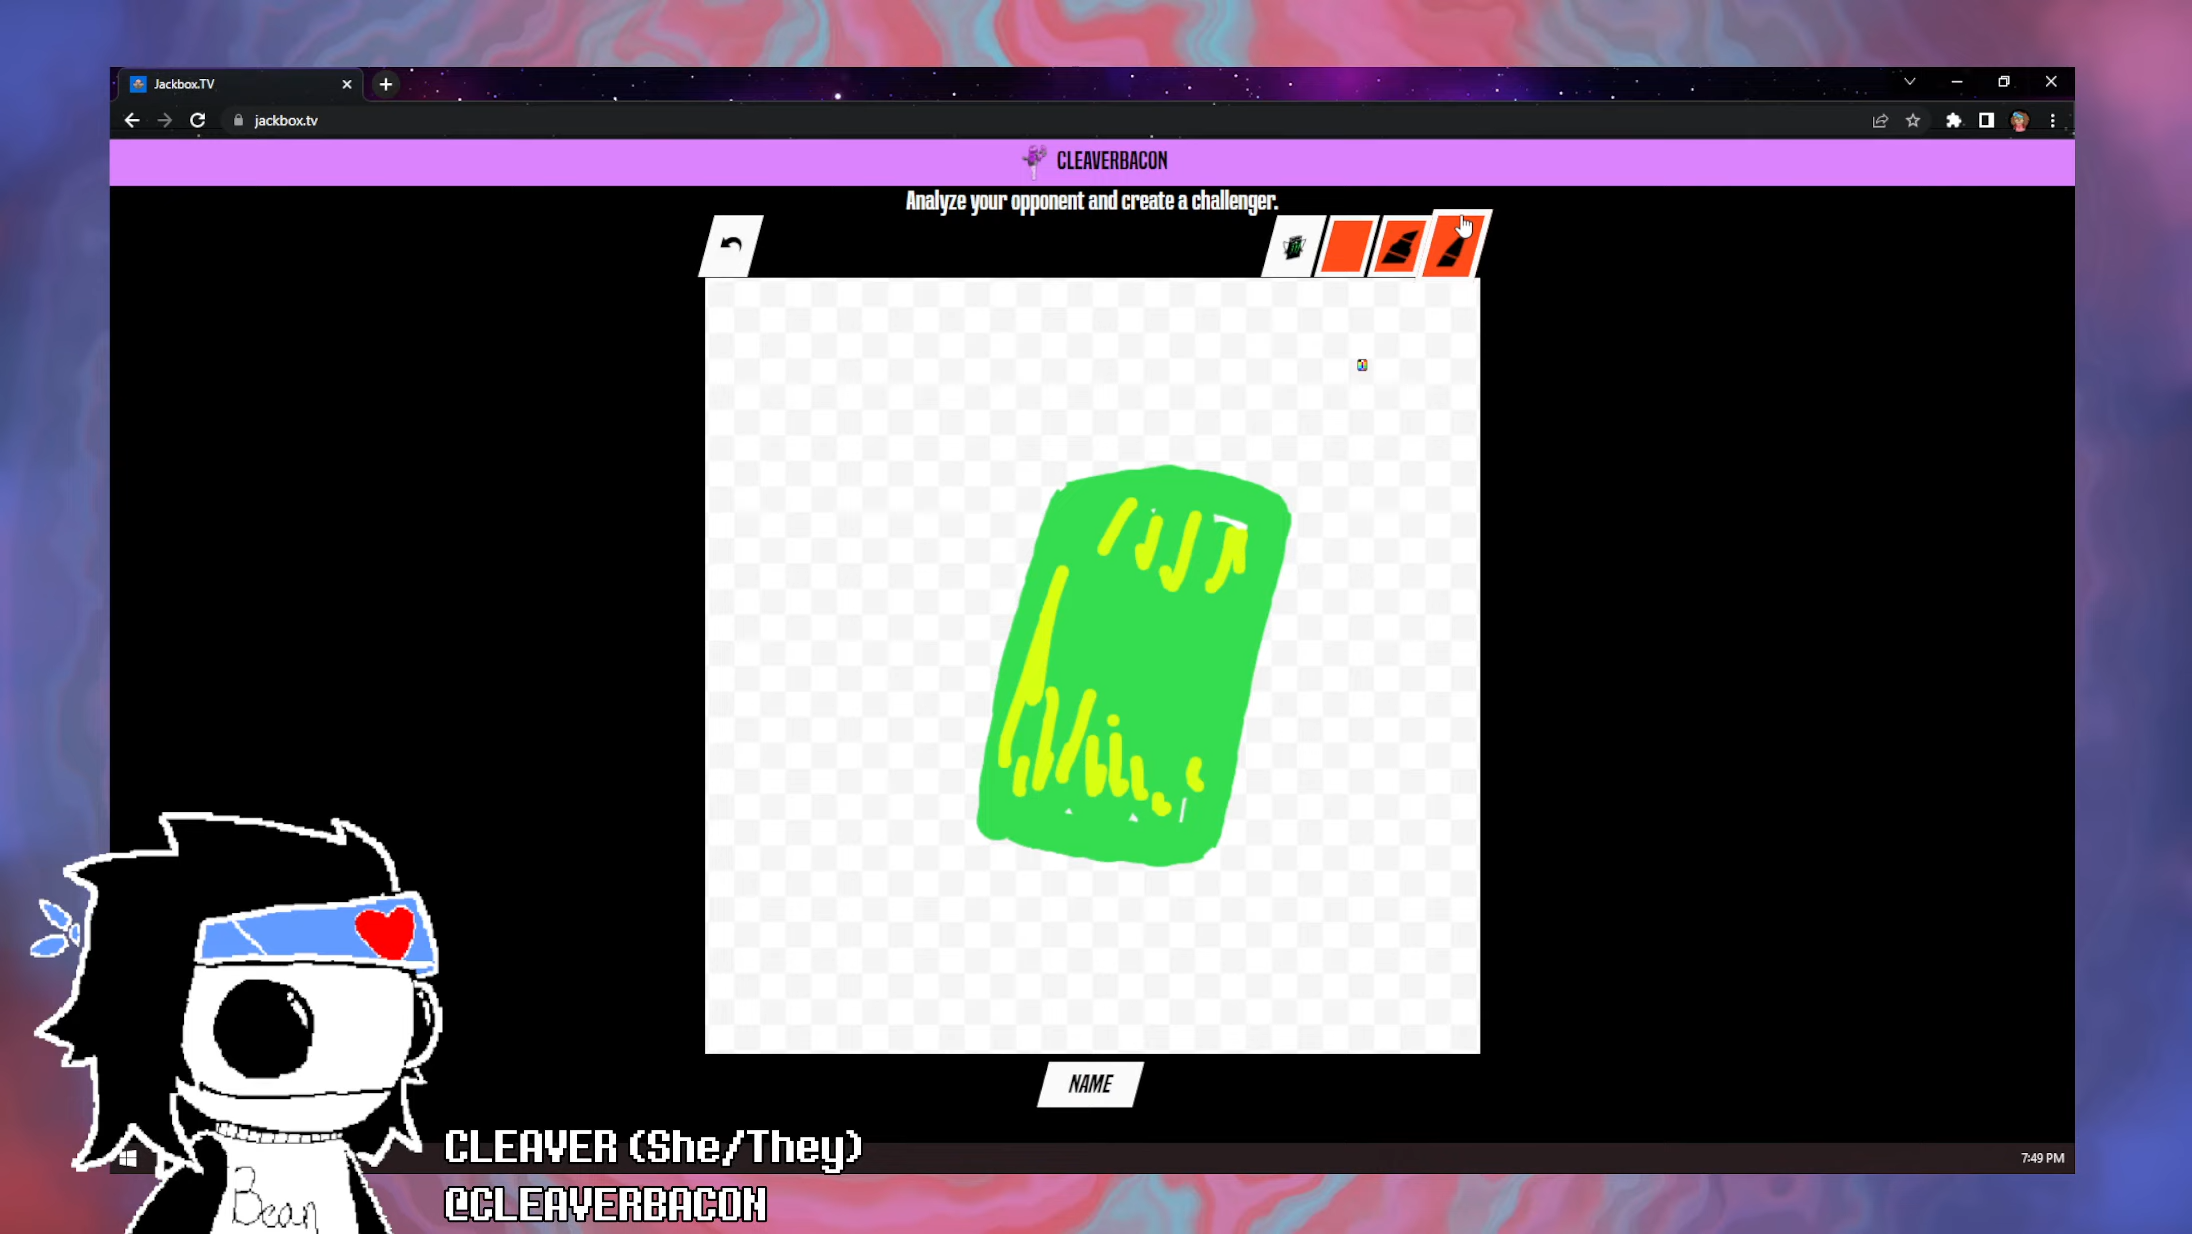 Jackbox.TV
jackbox.tv
CLEAVERBACON
Analyze your opponent and create a challenger.
NAME
CLEAVER (She/They)
7:49 PM
@CLEAVERBACON
Bean